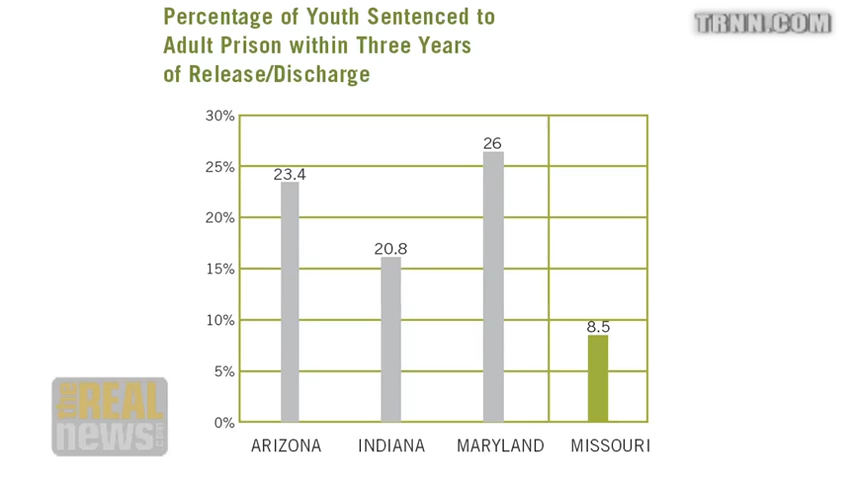 Percentage of Youth Sentenced to
Adult Prison within Three Years
of Release/Discharge
TRNN.COM
30%
25%
20%
15%
10%
5%
0%
23.4
20.8
26
8.5
ARIZONA
INDIANA
MARYLAND
MISSOURI
the REAL
news.com